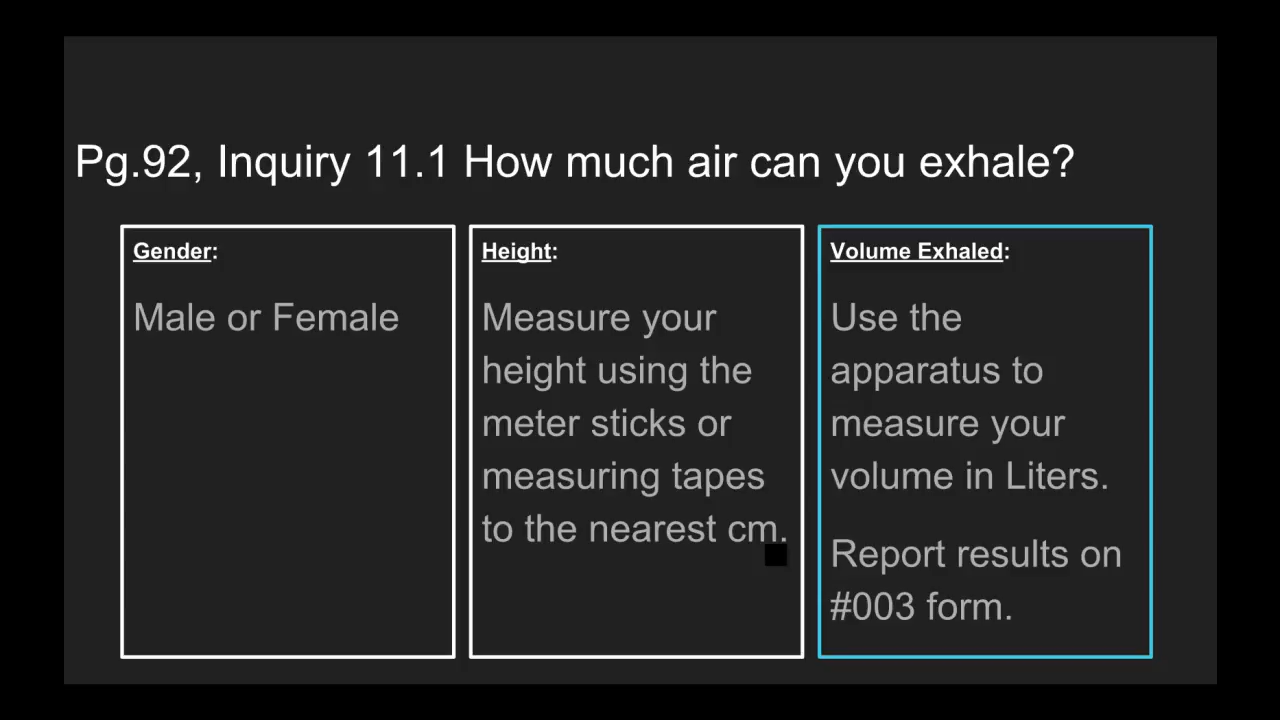 Pg.92, Inquiry 11.1 How much air can you exhale?
Gender:
Male or Female
Height:
Measure your
height using the
meter sticks or
measuring tapes
to the nearest cm.
Volume Exhaled:
Use the
apparatus to
measure your
volume in Liters.
Report results on
#003 form.